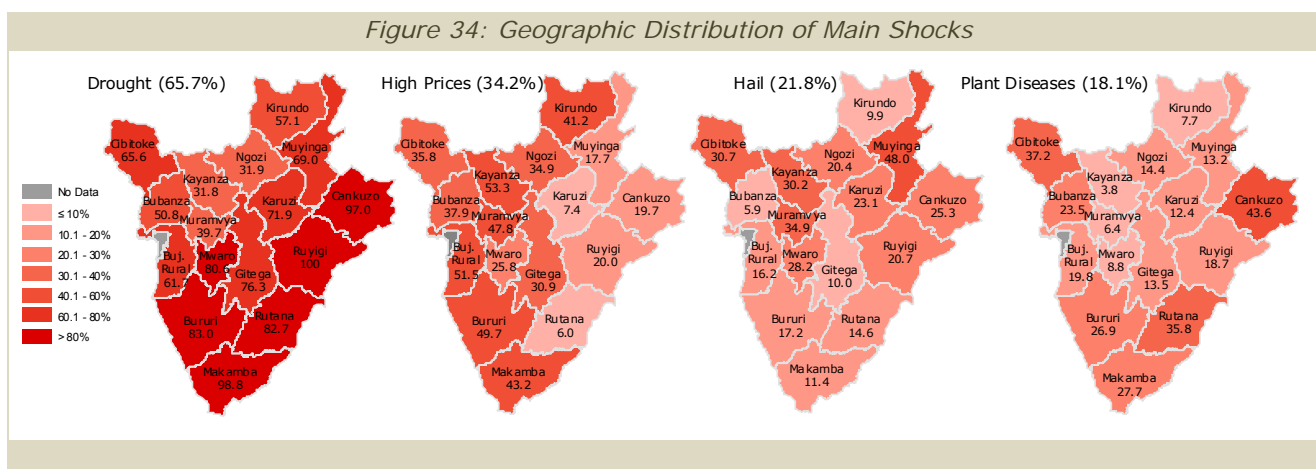 Figure 34: Geographic Distribution of Main Shocks
Drought (65.7%)
Kirundo
57.1
Cibitoke
65.6
Ngozi
31.9
Muyinga
69.0
Kayanza
31.8
Bubanza
50.8
Karuzi
71.9
Cankuzo
97.0
Muramvya
39.7
Buj.
Rural
61.7
Mwaro
80.6
Ruyigi
100
Gitega
76.3
Bururi
83.0
Rutana
82.7
Makamba
98.8
No Data
≤ 10%
10.1 - 20%
20.1 - 30%
30.1 - 40%
40.1 - 60%
60.1 - 80%
>80%
High Prices (34.2%)
Kirundo
41.2
Cibitoke
35.8
Ngozi
34.9
Muyinga
17.7
Kayanza
53.3
Bubanza
37.9
Karuzi
7.4
Cankuzo
19.7
Muramvya
47.8
Buj.
Rural
51.5
Mwaro
25.8
Ruyigi
20.0
Gitega
30.9
Bururi
49.7
Rutana
6.0
Makamba
43.2
Hail (21.8%)
Kirundo
9.9
Cibitoke
30.7
Ngozi
20.4
Muyinga
48.0
Kayanza
30.2
Bubanza
5.9
Karuzi
23.1
Cankuzo
25.3
Muramvya
34.9
Buj.
Rural
16.2
Mwaro
28.2
Ruyigi
20.7
Gitega
10.0
Bururi
17.2
Rutana
14.6
Makamba
11.4
Plant Diseases (18.1%)
Kirundo
7.7
Cibitoke
37.2
Ngozi
14.4
Muyinga
13.2
Kayanza
3.8
Bubanza
23.5
Karuzi
12.4
Cankuzo
43.6
Muramvya
6.4
Buj.
Rural
19.8
Mwaro
8.8
Ruyigi
18.7
Gitega
13.5
Bururi
26.9
Rutana
35.8
Makamba
27.7